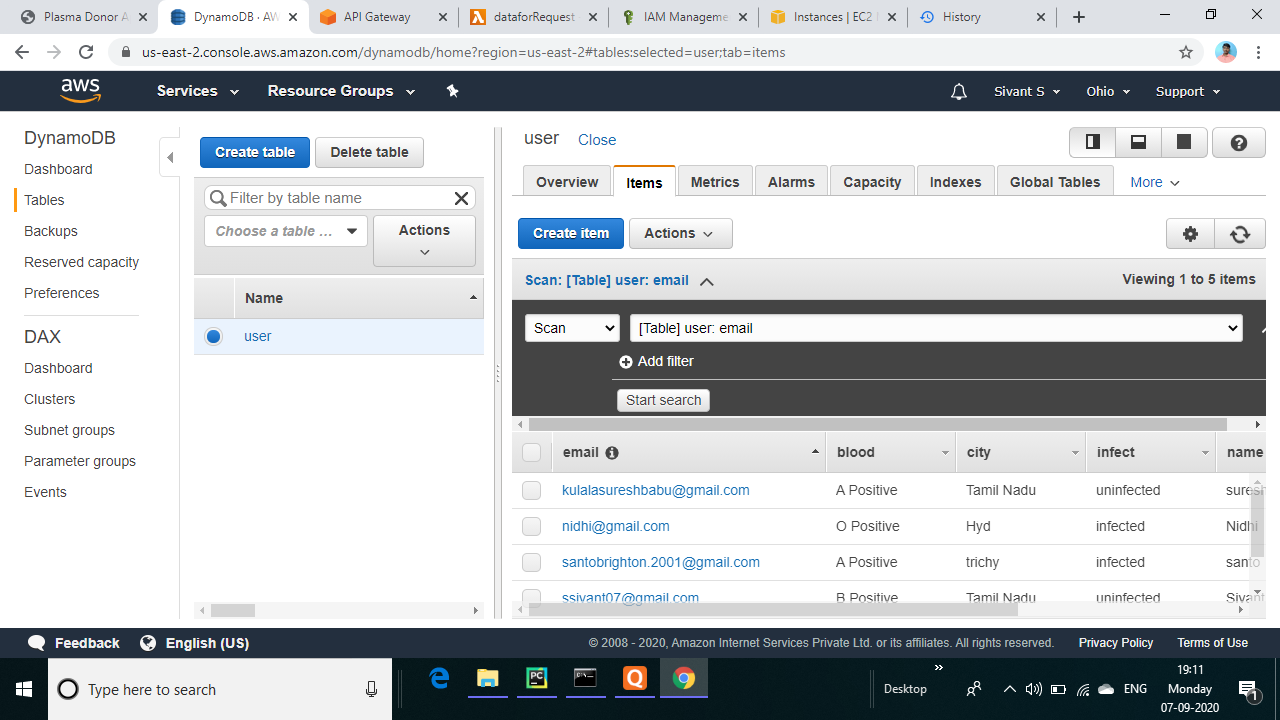 Plasma Donor A
DynamoDB · AW
API Gateway
dataforRequest
IAM Manageme
Instances | EC2
History
us-east-2.console.aws.amazon.com/dynamodb/home?region=us-east-2#tables:selected=user;tab=items
aws
Services
Resource Groups
Sivant S
Ohio
Support
DynamoDB
Dashboard
Tables
Backups
Reserved capacity
Preferences
DAX
Dashboard
Clusters
Subnet groups
Parameter groups
Events
Create table
Delete table
Filter by table name
Choose a table ...
Actions
Name
user
user
Close
Overview
Items
Metrics
Alarms
Capacity
Indexes
Global Tables
More
Create item
Actions
Scan: [Table] user: email
Viewing 1 to 5 items
Scan
[Table] user: email
Add filter
Start search
email blood city infect name
kulalasureshbabu@gmail.com A Positive Tamil Nadu uninfected suresh
nidhi@gmail.com O Positive Hyd infected Nidhi
santobrighton.2001@gmail.com A Positive trichy infected santo
ssivant07@gmail.com B Positive Tamil Nadu uninfected Sivant
Feedback
English (US)
© 2008 - 2020, Amazon Internet Services Private Ltd. or its affiliates. All rights reserved.
Privacy Policy
Terms of Use
Type here to search
Desktop
ENG
19:11
Monday
07-09-2020
1